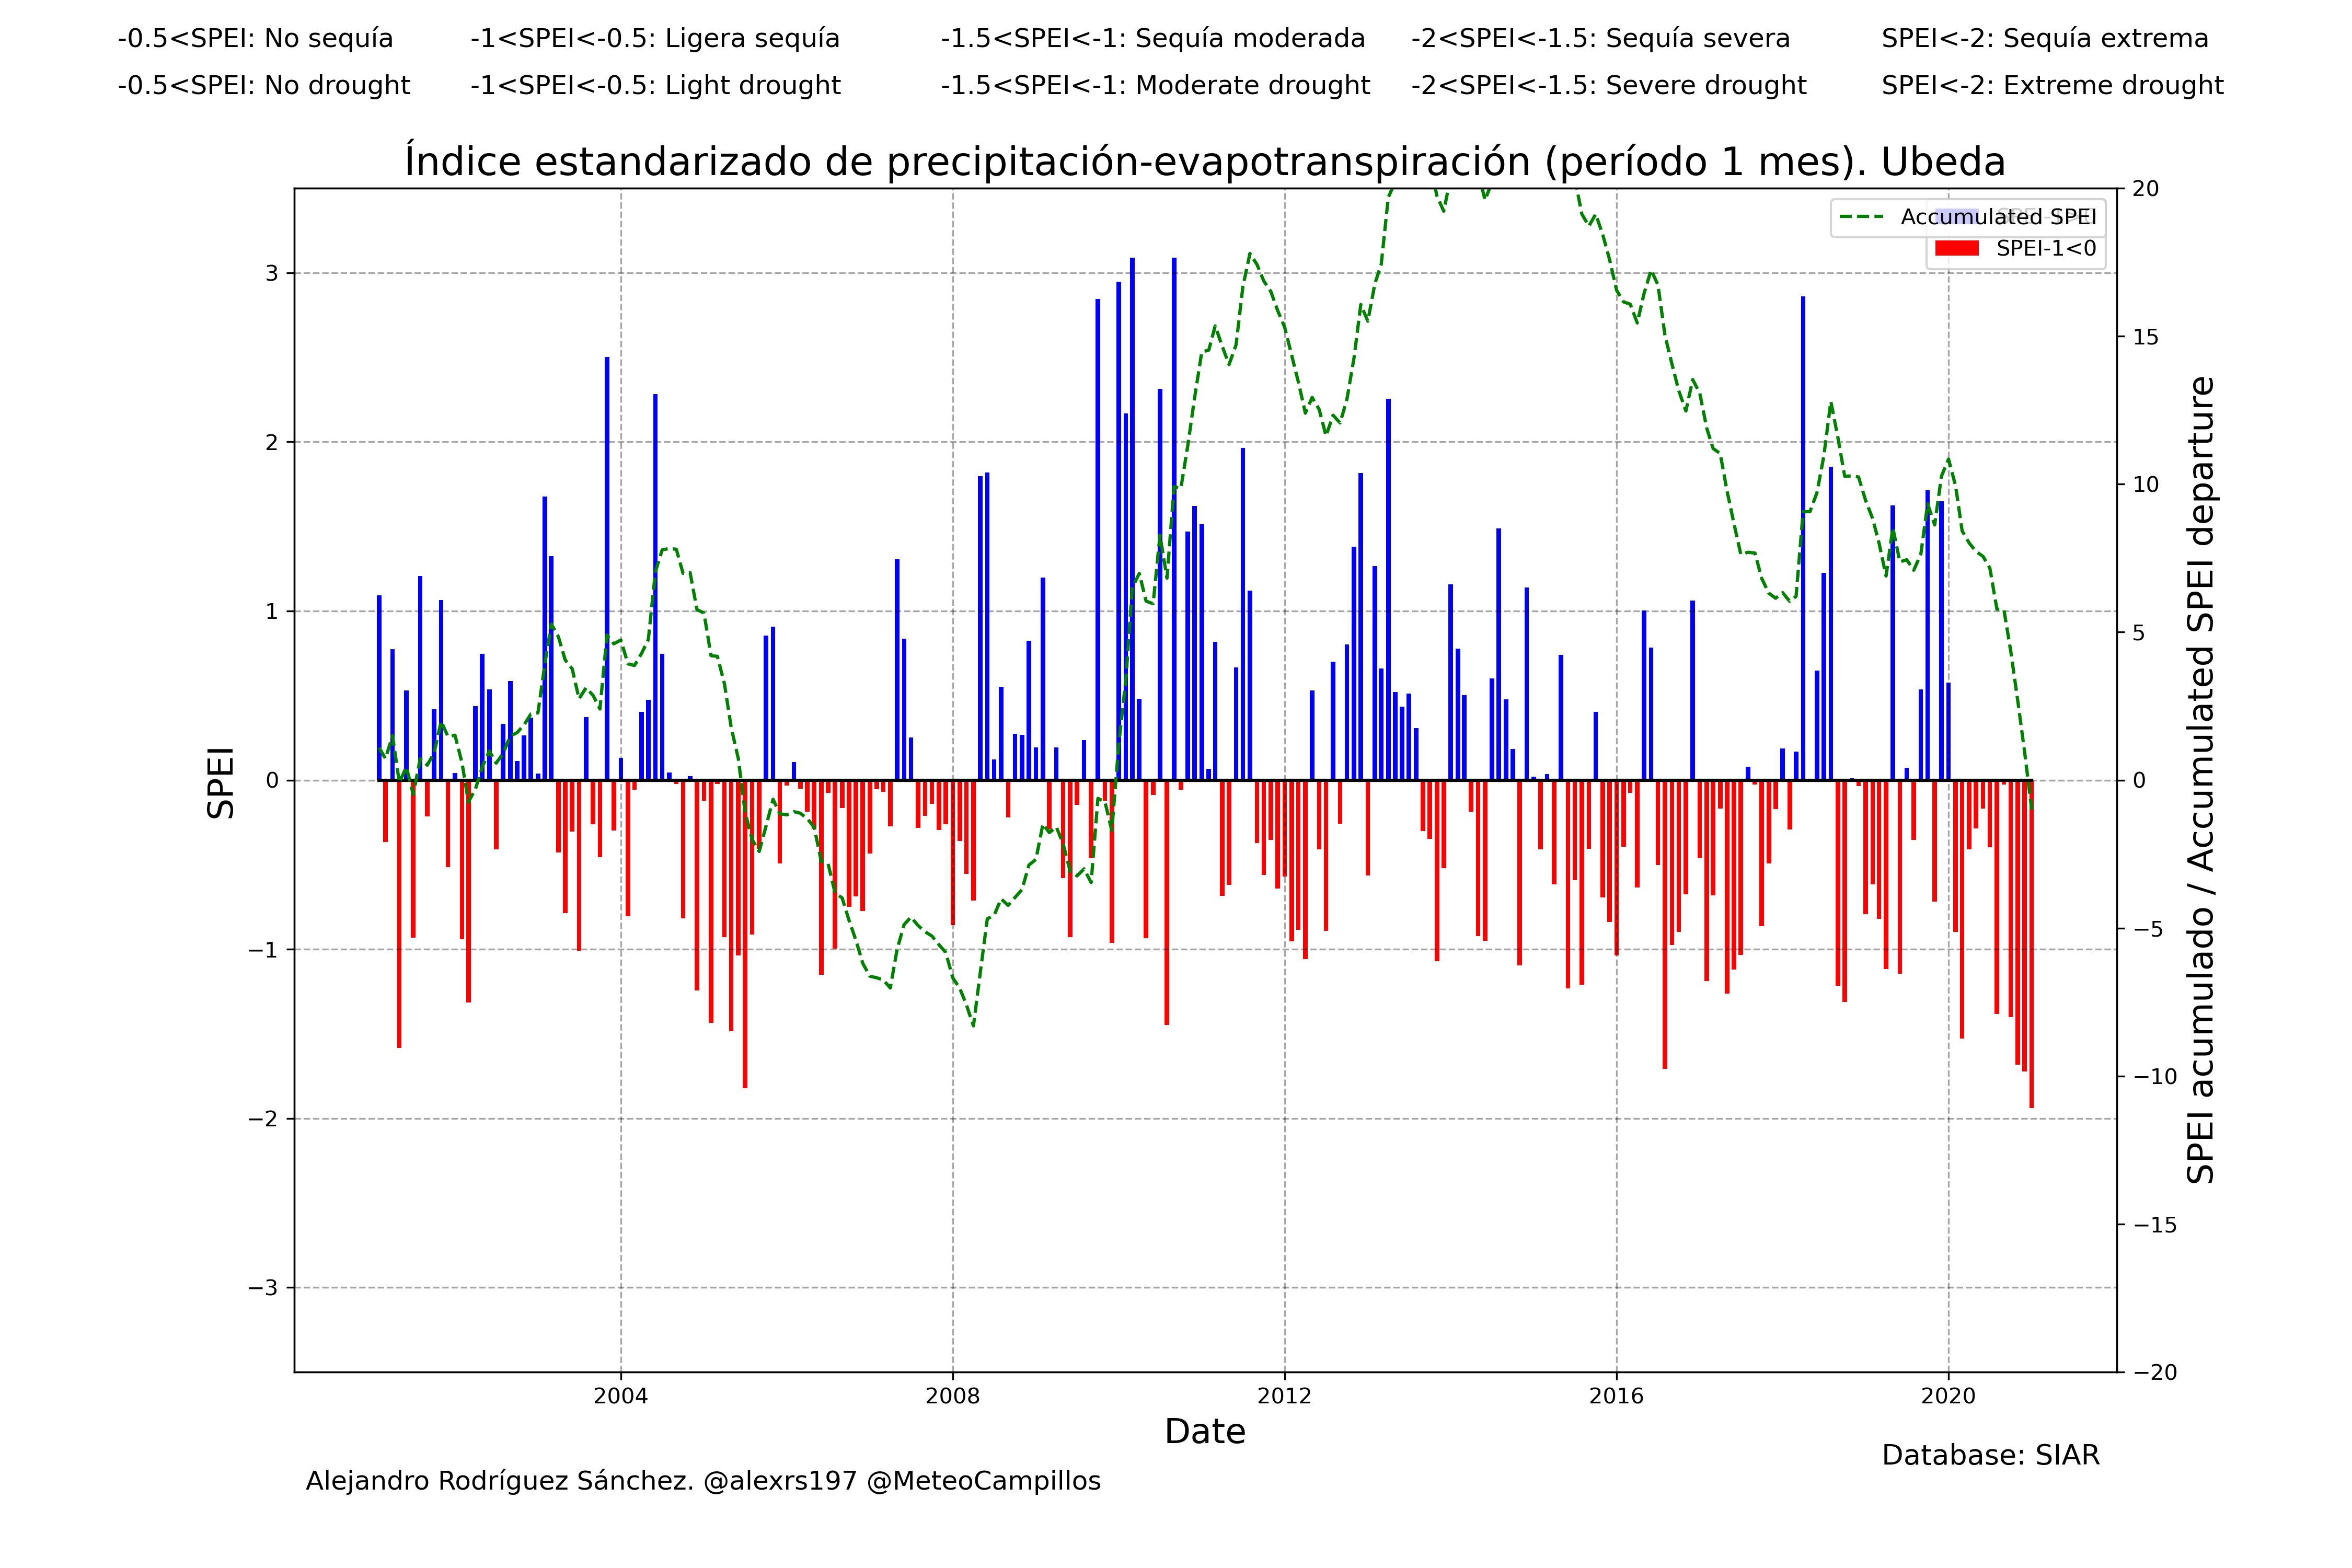 -0.5<SPEI: No sequía -1<SPEI<-0.5: Ligera sequía -1.5<SPEI<-1: Sequía moderada -2<SPEI<-1.5: Sequía severa SPEI<-2: Sequía extrema
-0.5<SPEI: No drought -1<SPEI<-0.5: Light drought -1.5<SPEI<-1: Moderate drought -2<SPEI<-1.5: Severe drought SPEI<-2: Extreme drought
Índice estandarizado de precipitación-evapotranspiración (período 1 mes). Ubeda
Accumulated SPEI
SPEI-1<0
SPEI
3
2
1
0
−1
−2
−3
20
15
10
5
0
−5
−10
−15
−20
SPEI acumulado / Accumulated SPEI departure
2004 2008 2012 2016 2020
Date
Database: SIAR
Alejandro Rodríguez Sánchez. @alexrs197 @MeteoCampillos